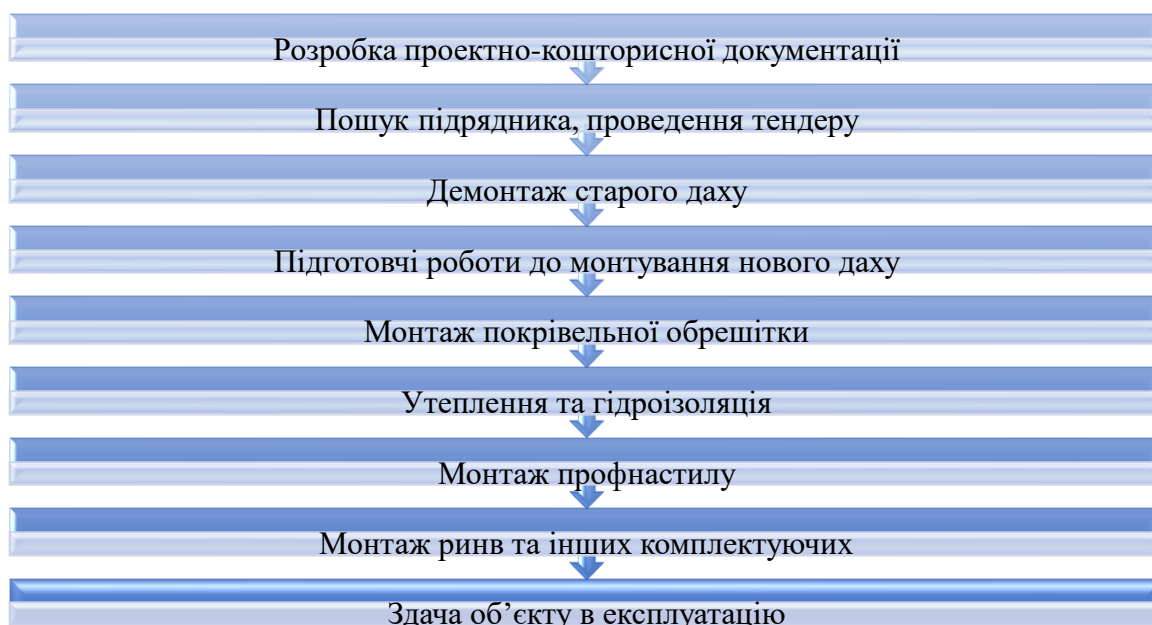 Розробка проектно-кошторисної документації
Пошук підрядника, проведення тендеру
Демонтаж старого даху
Підготовчі роботи до монтування нового даху
Монтаж покрівельної обрешітки
Утеплення та гідроізоляція
Монтаж профнастилу
Монтаж ринв та інших комплектуючих
Здача об’єкту в експлуатацію